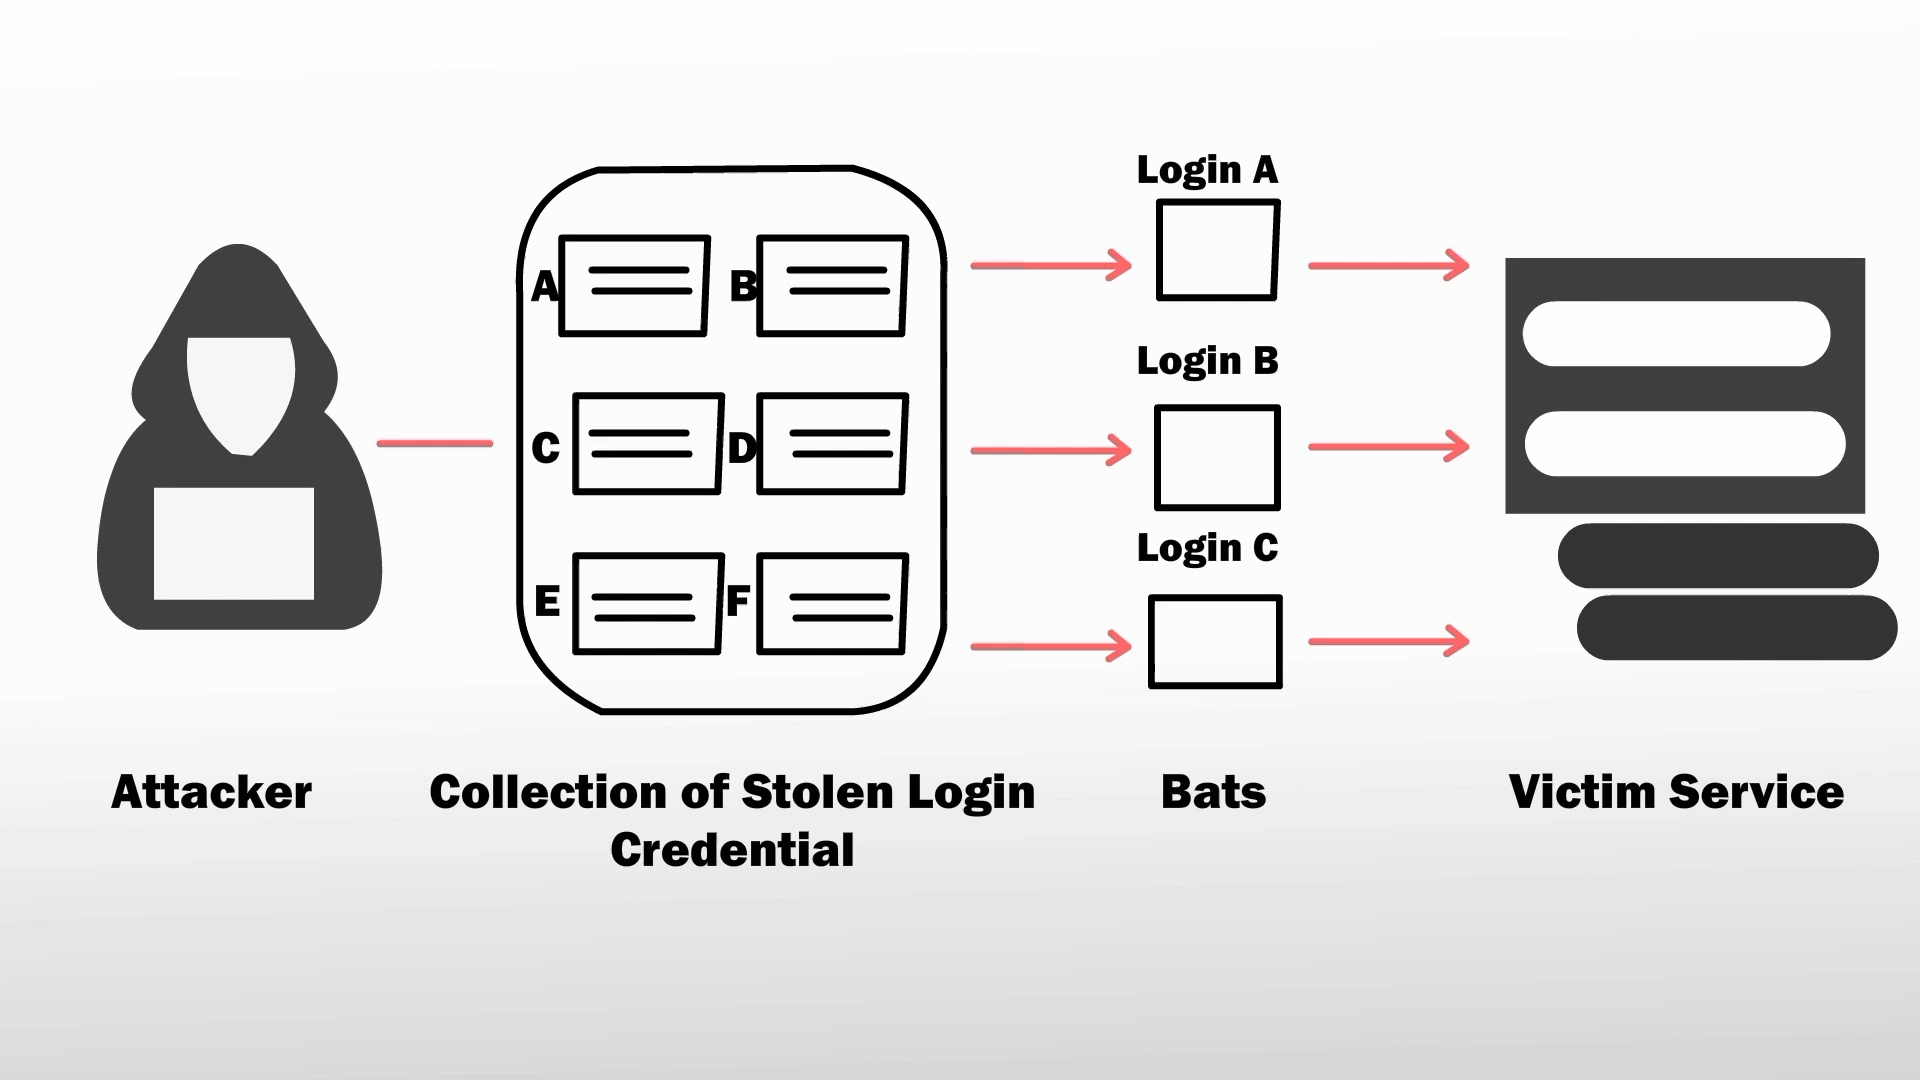 Login A
A
B
Login B
C
D
Login C
E
F
Attacker
Collection of Stolen Login
Credential
Bats
Victim Service